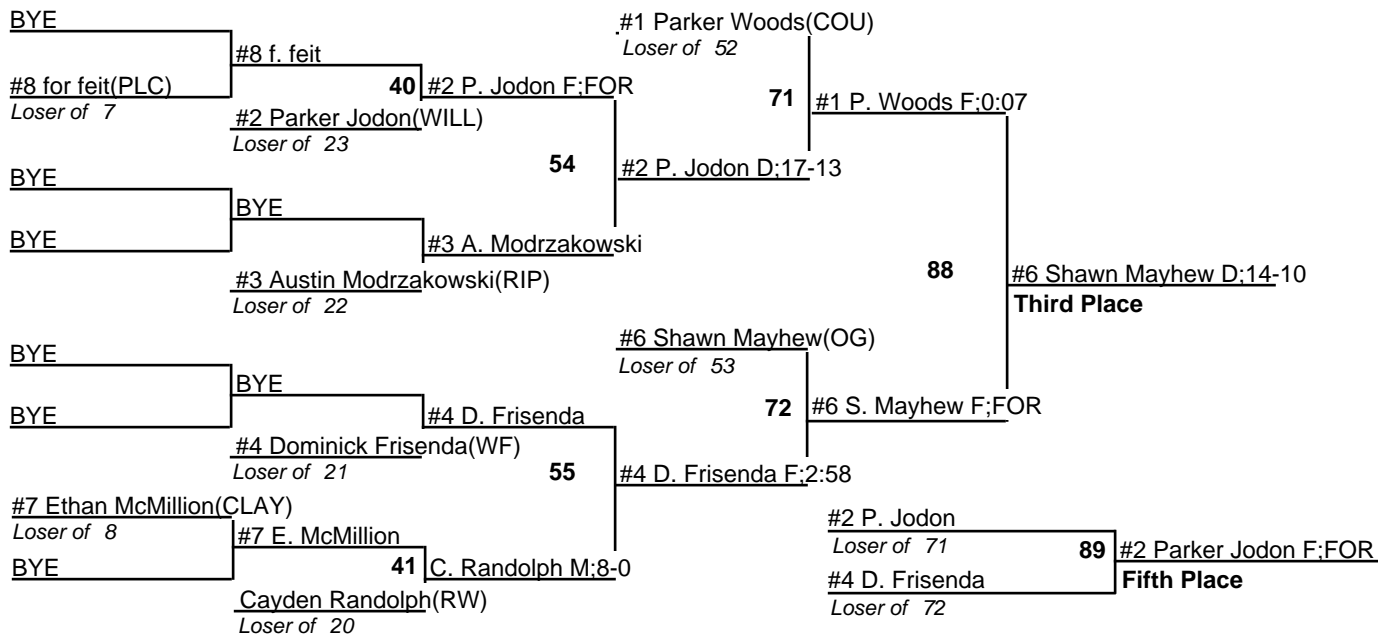 BYE
#8 for feit(PLC)
Loser of 7
#8 f. feit
#2 Parker Jodon(WILL)
Loser of 23
40
#2 P. Jodon F;FOR
BYE
BYE
BYE
#3 Austin Modrzakowski(RIP)
Loser of 22
#3 A. Modrzakowski
54
#2 P. Jodon D;17-13
#1 Parker Woods(COU)
Loser of 52
71
#1 P. Woods F;0:07
BYE
BYE
BYE
#4 Dominick Frisenda(WF)
Loser of 21
#4 D. Frisenda
#7 Ethan McMillion(CLAY)
Loser of 8
BYE
#7 E. McMillion
Cayden Randolph(RW)
Loser of 20
41
C. Randolph M;8-0
55
#4 D. Frisenda F;2:58
#6 Shawn Mayhew(OG)
Loser of 53
72
#6 S. Mayhew F;FOR
88
#6 Shawn Mayhew D;14-10
Third Place
#2 P. Jodon
Loser of 71
#4 D. Frisenda
Loser of 72
89
#2 Parker Jodon F;FOR
Fifth Place